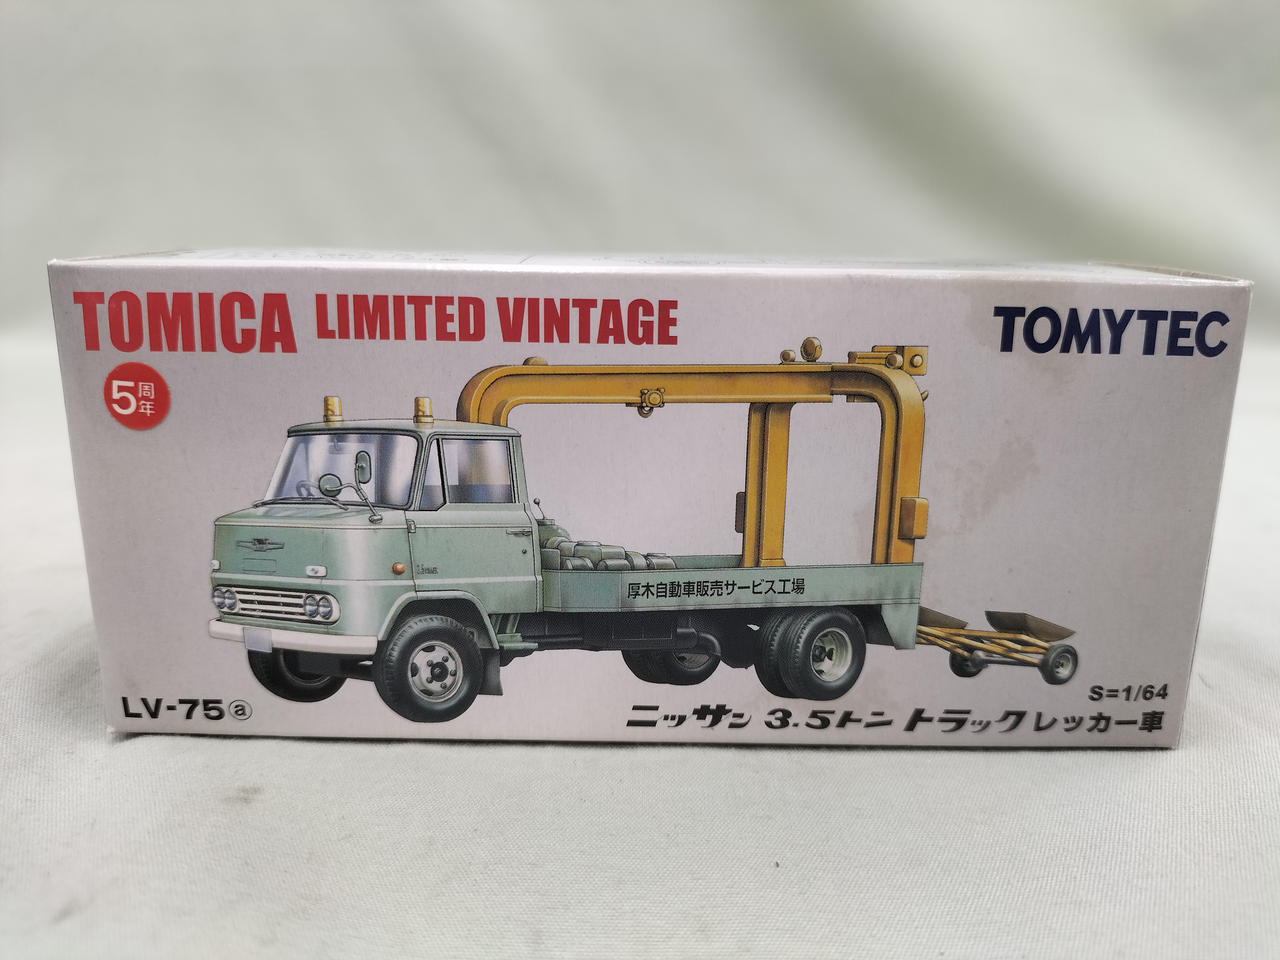 TOMICA LIMITED VINTAGE
TOMYTEC
5周年
厚木自動車販売サービス工場
S=1/64
LV-75ⓐ
ニッサン 3.5トン トラックレッカー車